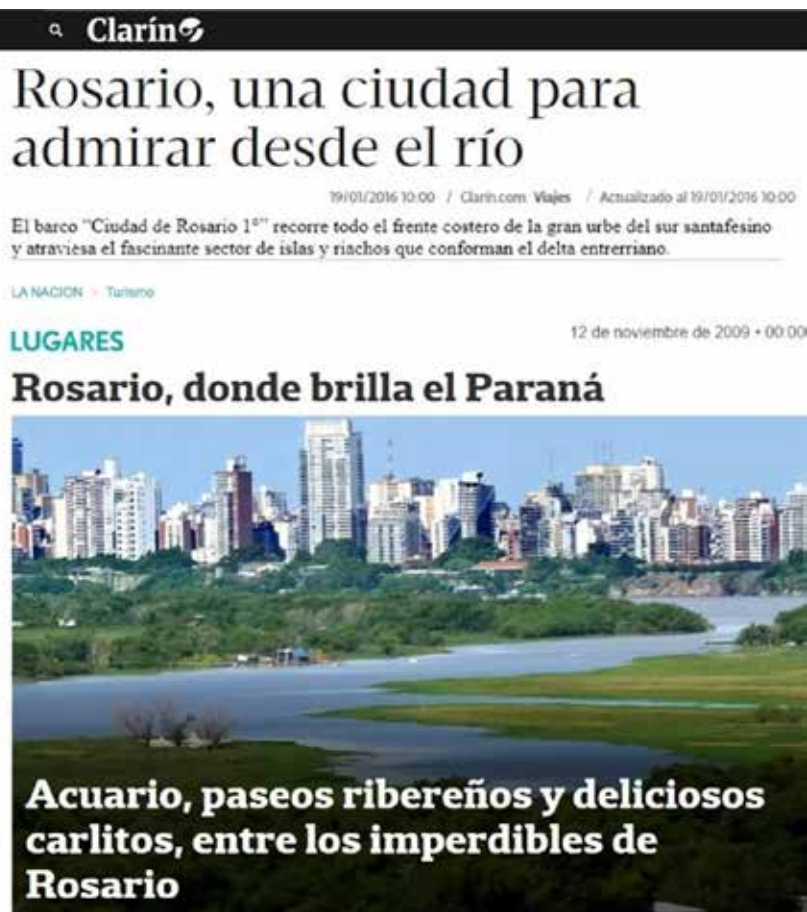 Clarín
Rosario, una ciudad para
admirar desde el río
19/01/2016 10:00 / Clarin.com Viajes / Actualizado al 19/01/2016 10:00
El barco "Ciudad de Rosario 1°" recorre todo el frente costero de la gran urbe del sur santafesino
y atraviesa el fascinante sector de islas y riachos que conforman el delta entrerriano.
LA NACION > Turismo
LUGARES
12 de noviembre de 2009 • 00:00
Rosario, donde brilla el Paraná
Acuario, paseos ribereños y deliciosos
carlitos, entre los imperdibles de
Rosario